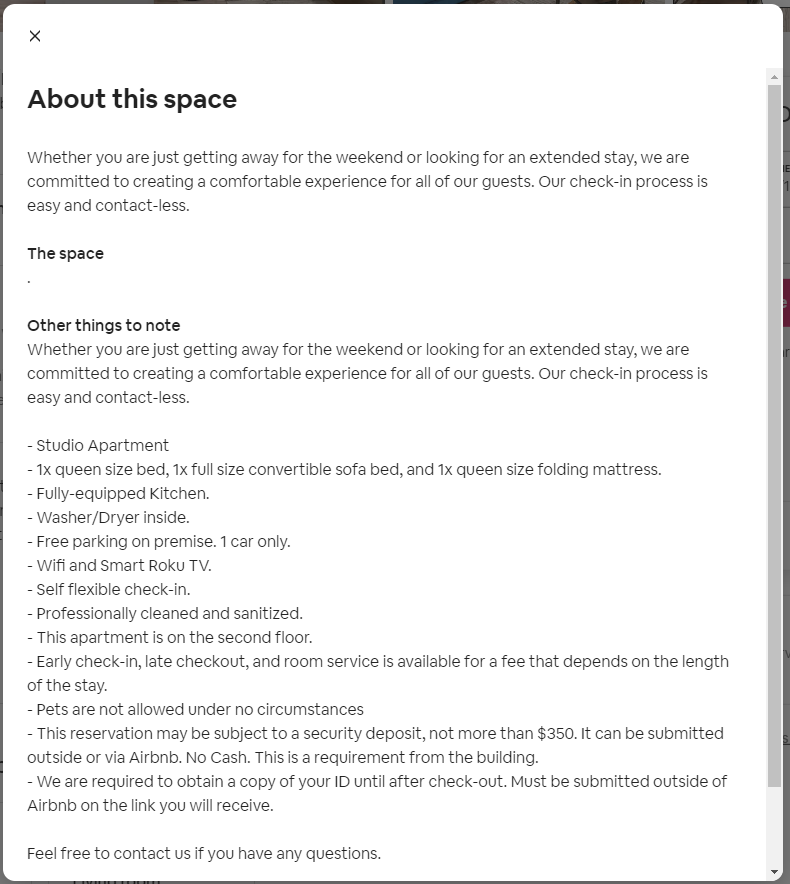 About this space
Whether you are just getting away for the weekend or looking for an extended stay, we are
committed to creating a comfortable experience for all of our guests. Our check-in process is
easy and contact-less.
The space
.
Other things to note
Whether you are just getting away for the weekend or looking for an extended stay, we are
committed to creating a comfortable experience for all of our guests. Our check-in process is
easy and contact-less.
- Studio Apartment
- 1x queen size bed, 1x full size convertible sofa bed, and 1x queen size folding mattress.
- Fully-equipped Kitchen.
- Washer/Dryer inside.
- Free parking on premise. 1 car only.
- Wifi and Smart Roku TV.
- Self flexible check-in.
- Professionally cleaned and sanitized.
- This apartment is on the second floor.
- Early check-in, late checkout, and room service is available for a fee that depends on the length
of the stay.
- Pets are not allowed under no circumstances
- This reservation may be subject to a security deposit, not more than $350. It can be submitted
outside or via Airbnb. No Cash. This is a requirement from the building.
- We are required to obtain a copy of your ID until after check-out. Must be submitted outside of
Airbnb on the link you will receive.
Feel free to contact us if you have any questions.